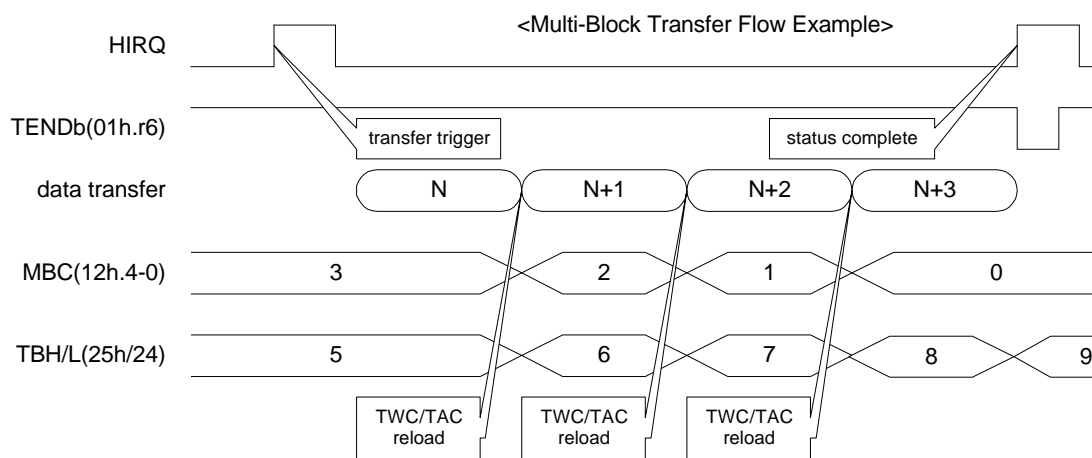 <Multi-Block Transfer Flow Example>
HIRQ
TENDb(01h.r6)
transfer trigger
status complete
data transfer
N
N+1
N+2
N+3
MBC(12h.4-0)
3
2
1
0
TBH/L(25h/24)
5
6
7
8
9
TWC/TAC
reload
TWC/TAC
reload
TWC/TAC
reload